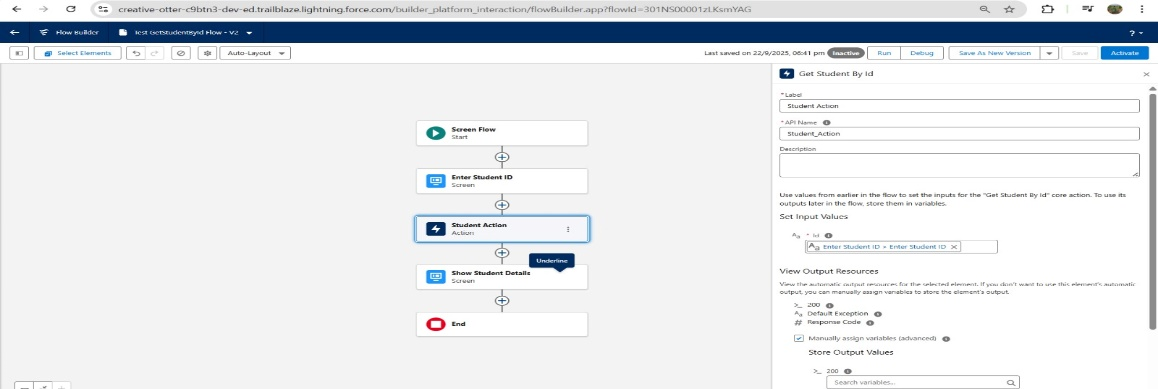 creative-otter-c9btn3-dev-ed.trailblaze.lightning.force.com/builder_platform_interaction/flowBuilder.app?flowId=301NS00001zLKsmYAG
Flow Builder Test GetStudentById Flow - V2 ?
Select Elements Auto-Layout Last saved on 22/9/2025, 06:41 pm Inactive Run Debug Save As New Version Save Activate
Screen Flow
Start
Enter Student ID
Screen
Student Action
Action
Underline
Show Student Details
Screen
End
Get Student By Id
* Label
Student Action
* API Name
Student_Action
Description
Use values from earlier in the flow to set the inputs for the "Get Student By Id" core action. To use its
outputs later in the flow, store them in variables.
Set Input Values
Aa * Id
Aa Enter Student ID > Enter Student ID ×
View Output Resources
View the automatic output resources for the selected element. If you don't want to use this element's automatic
output, you can manually assign variables to store the element's output.
>_ 200
Aa Default Exception
# Response Code
Manually assign variables (advanced)
Store Output Values
>_ 200
Search variables...